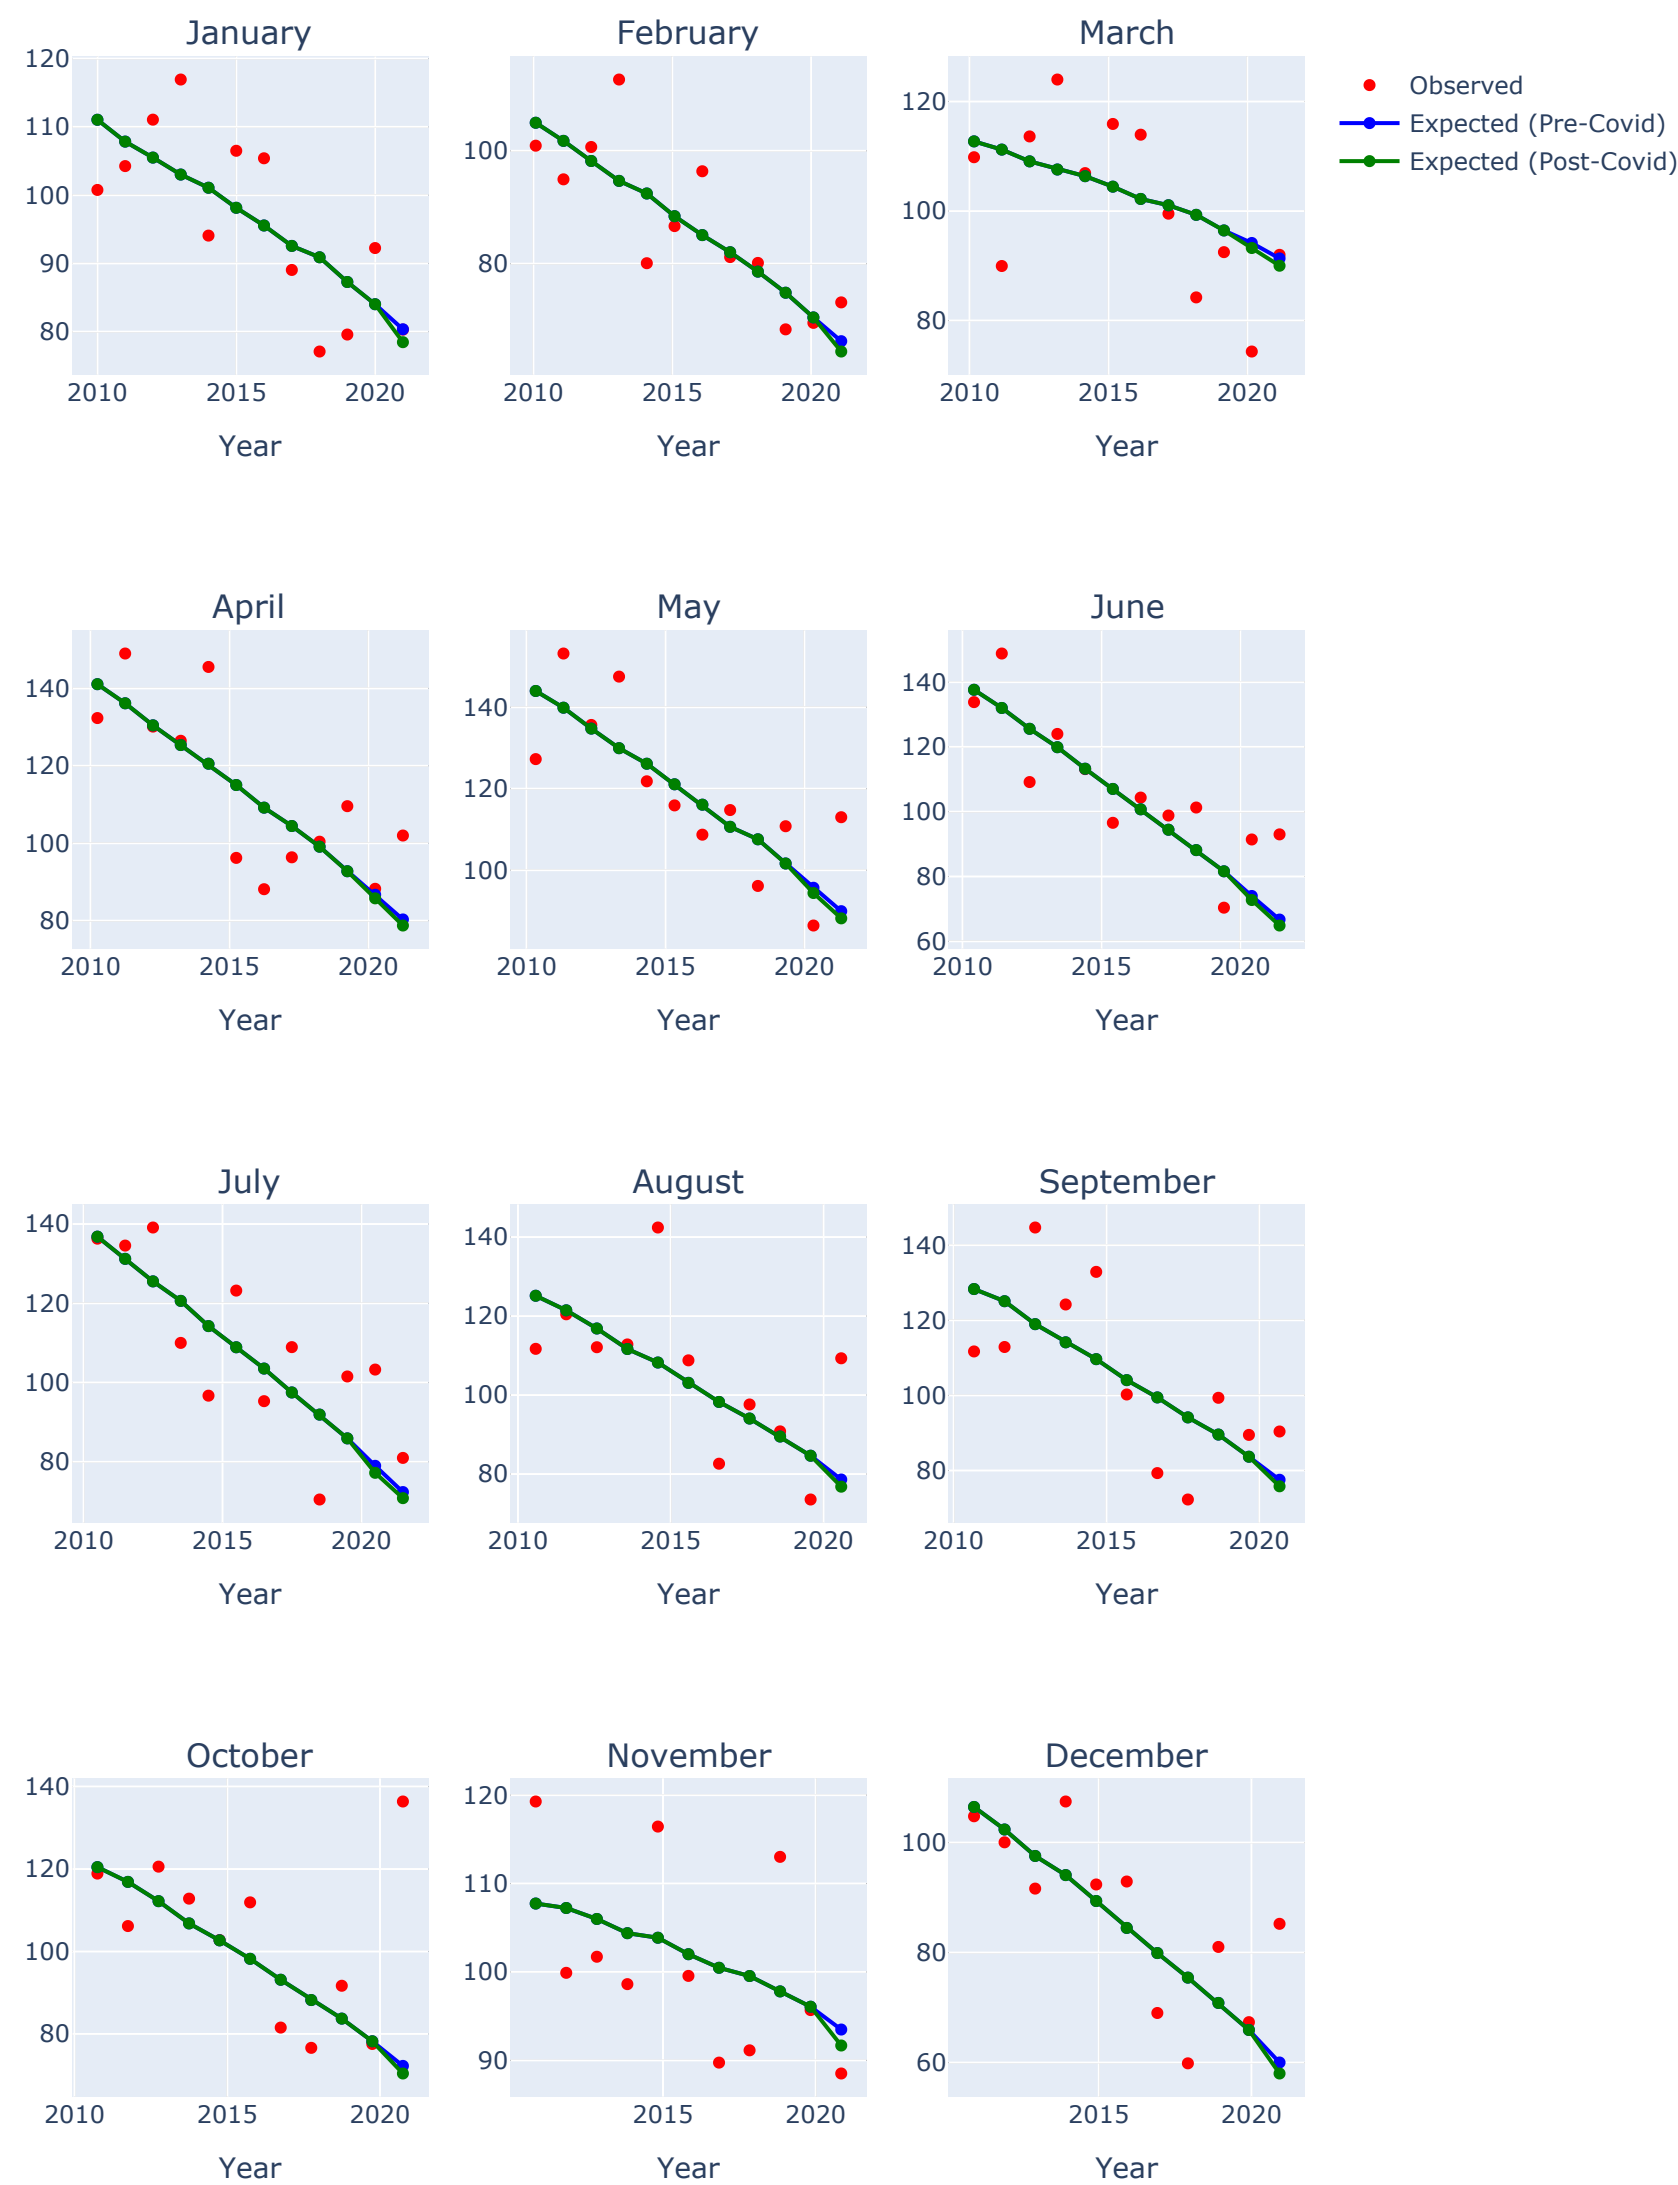 January
February
March
120
110
100
90
80
2010
2015
2020
Year
100
80
2010
2015
2020
Year
120
100
80
2010
2015
2020
Year
Observed
Expected (Pre-Covid)
Expected (Post-Covid)
April
May
June
140
120
100
80
2010
2015
2020
Year
140
120
100
2010
2015
2020
Year
140
120
100
80
60
2010
2015
2020
Year
July
August
September
140
120
100
80
2010
2015
2020
Year
140
120
100
80
2010
2015
2020
Year
140
120
100
80
2010
2015
2020
Year
October
November
December
140
120
100
80
2010
2015
2020
Year
120
110
100
90
2015
2020
Year
100
80
60
2015
2020
Year